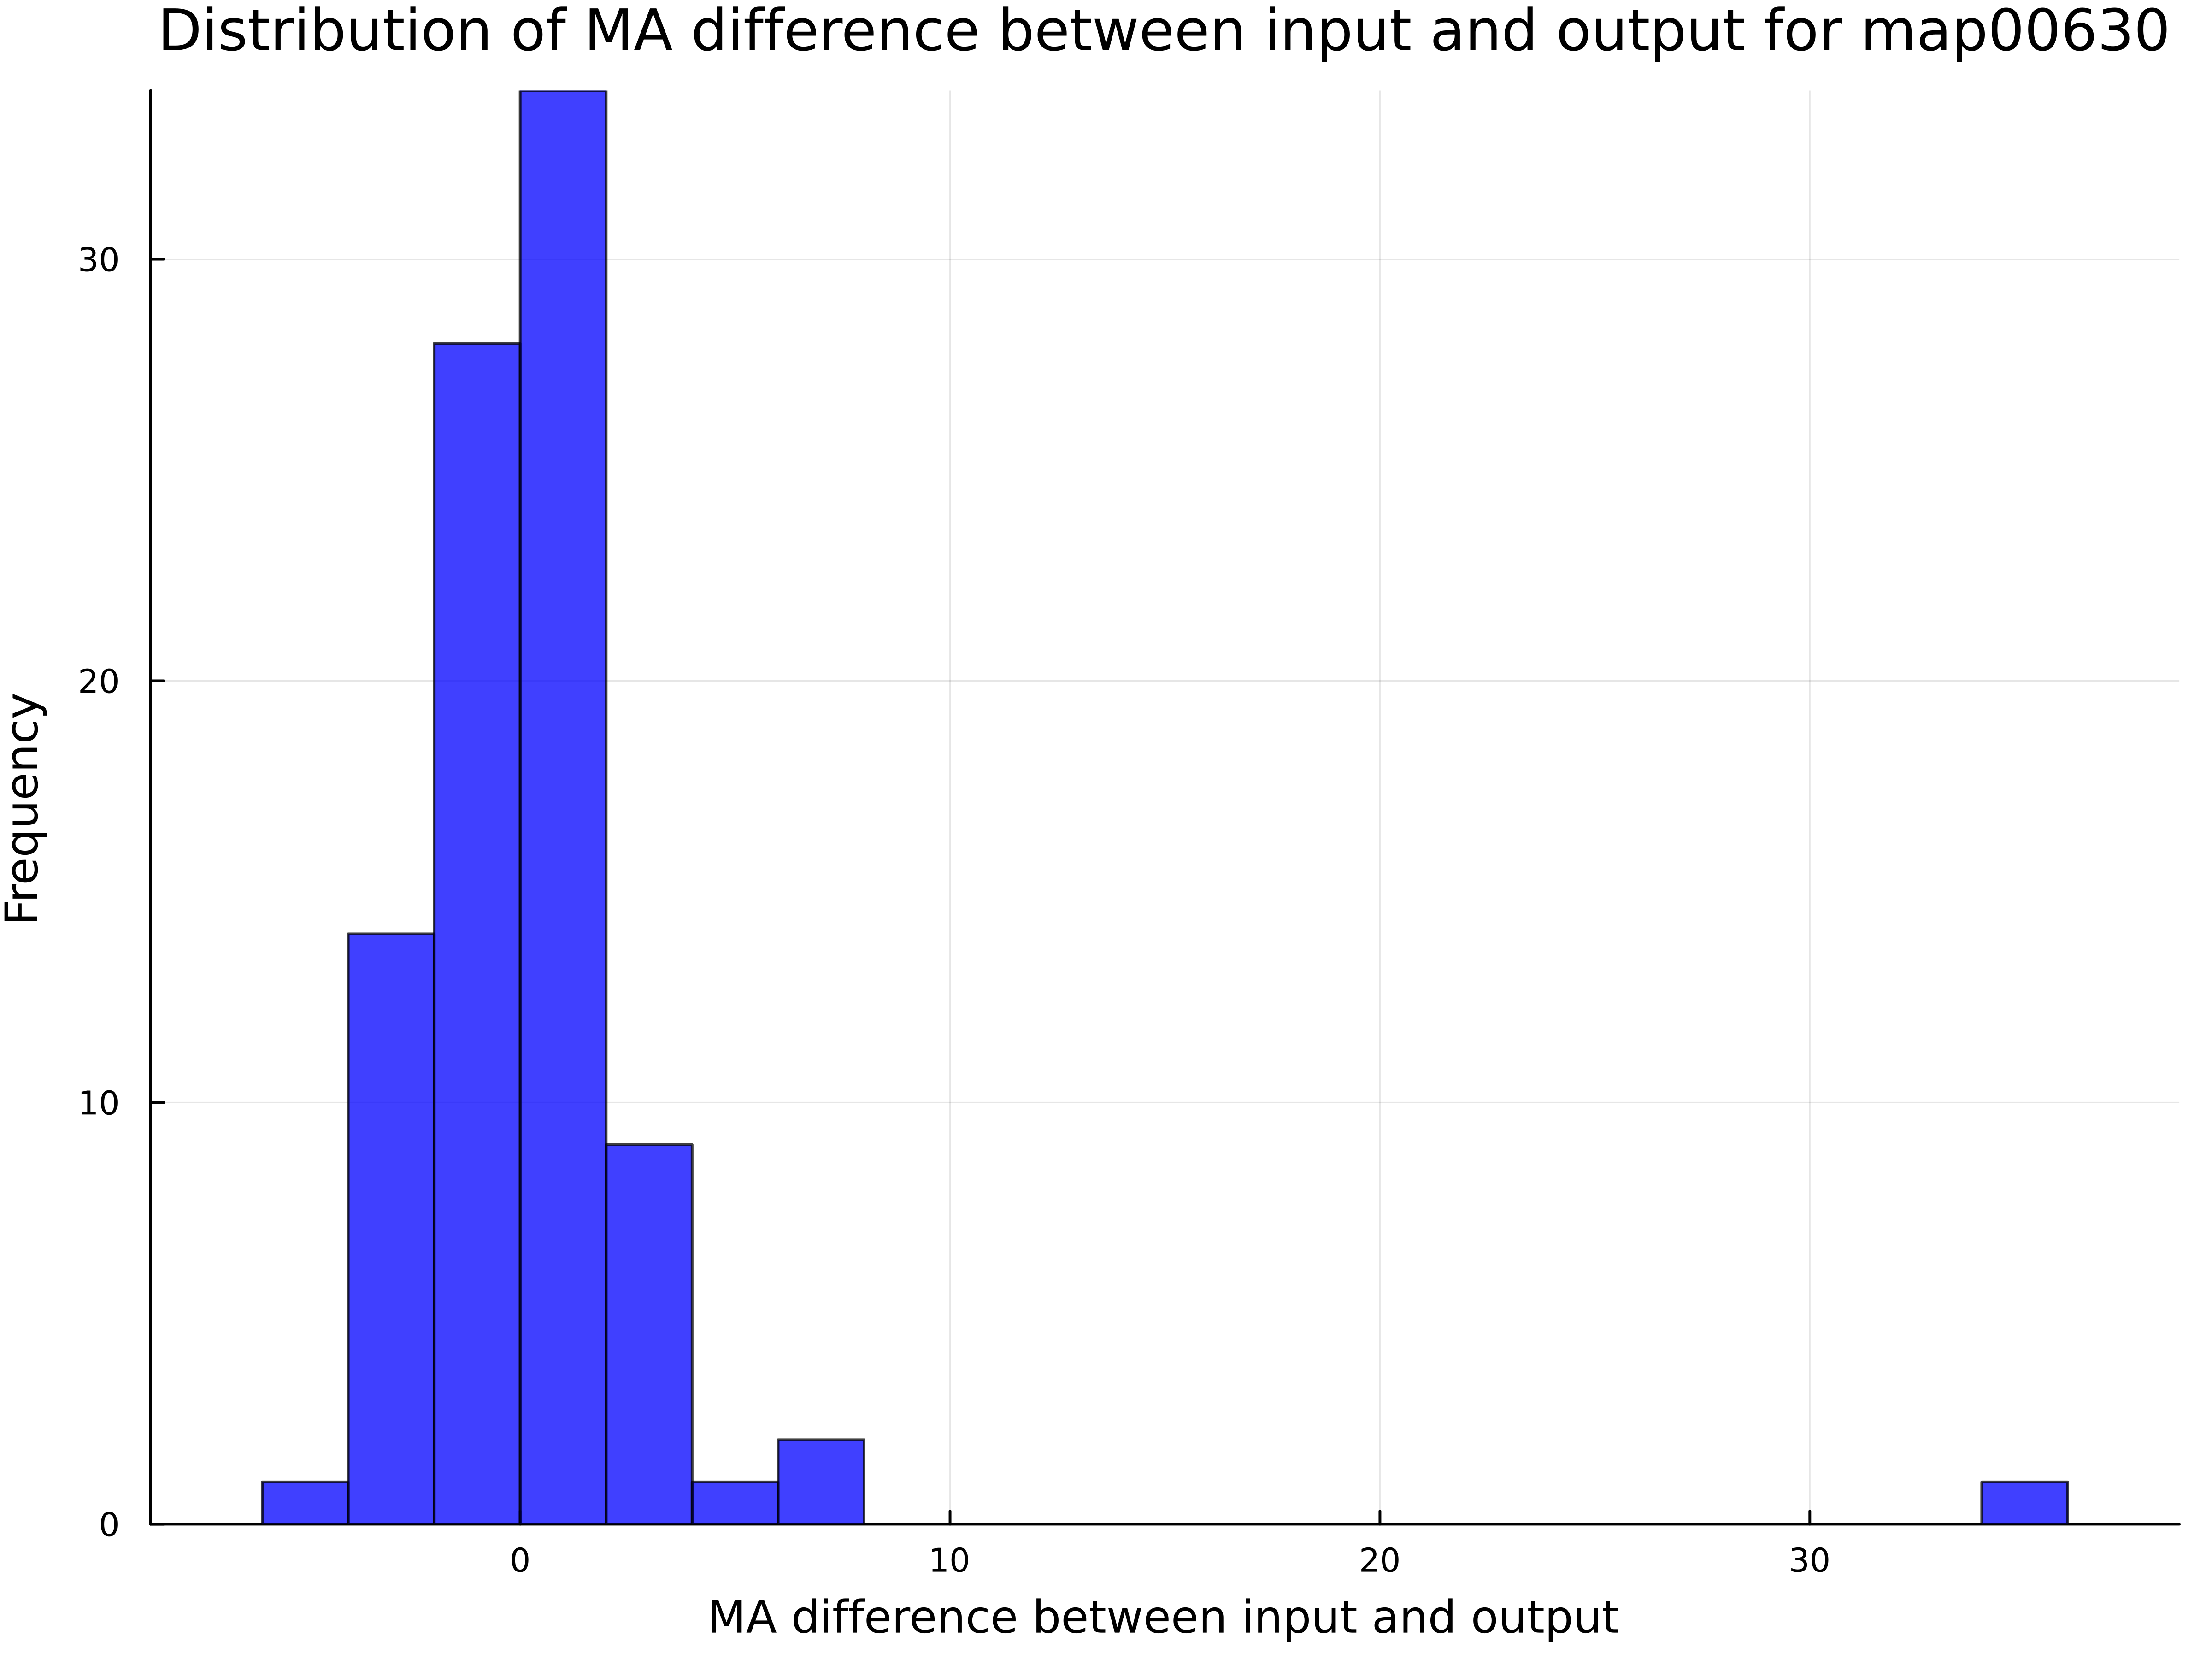 Distribution of MA difference between input and output for map00630
30
20
10
0
Frequency
0 10 20 30
MA difference between input and output